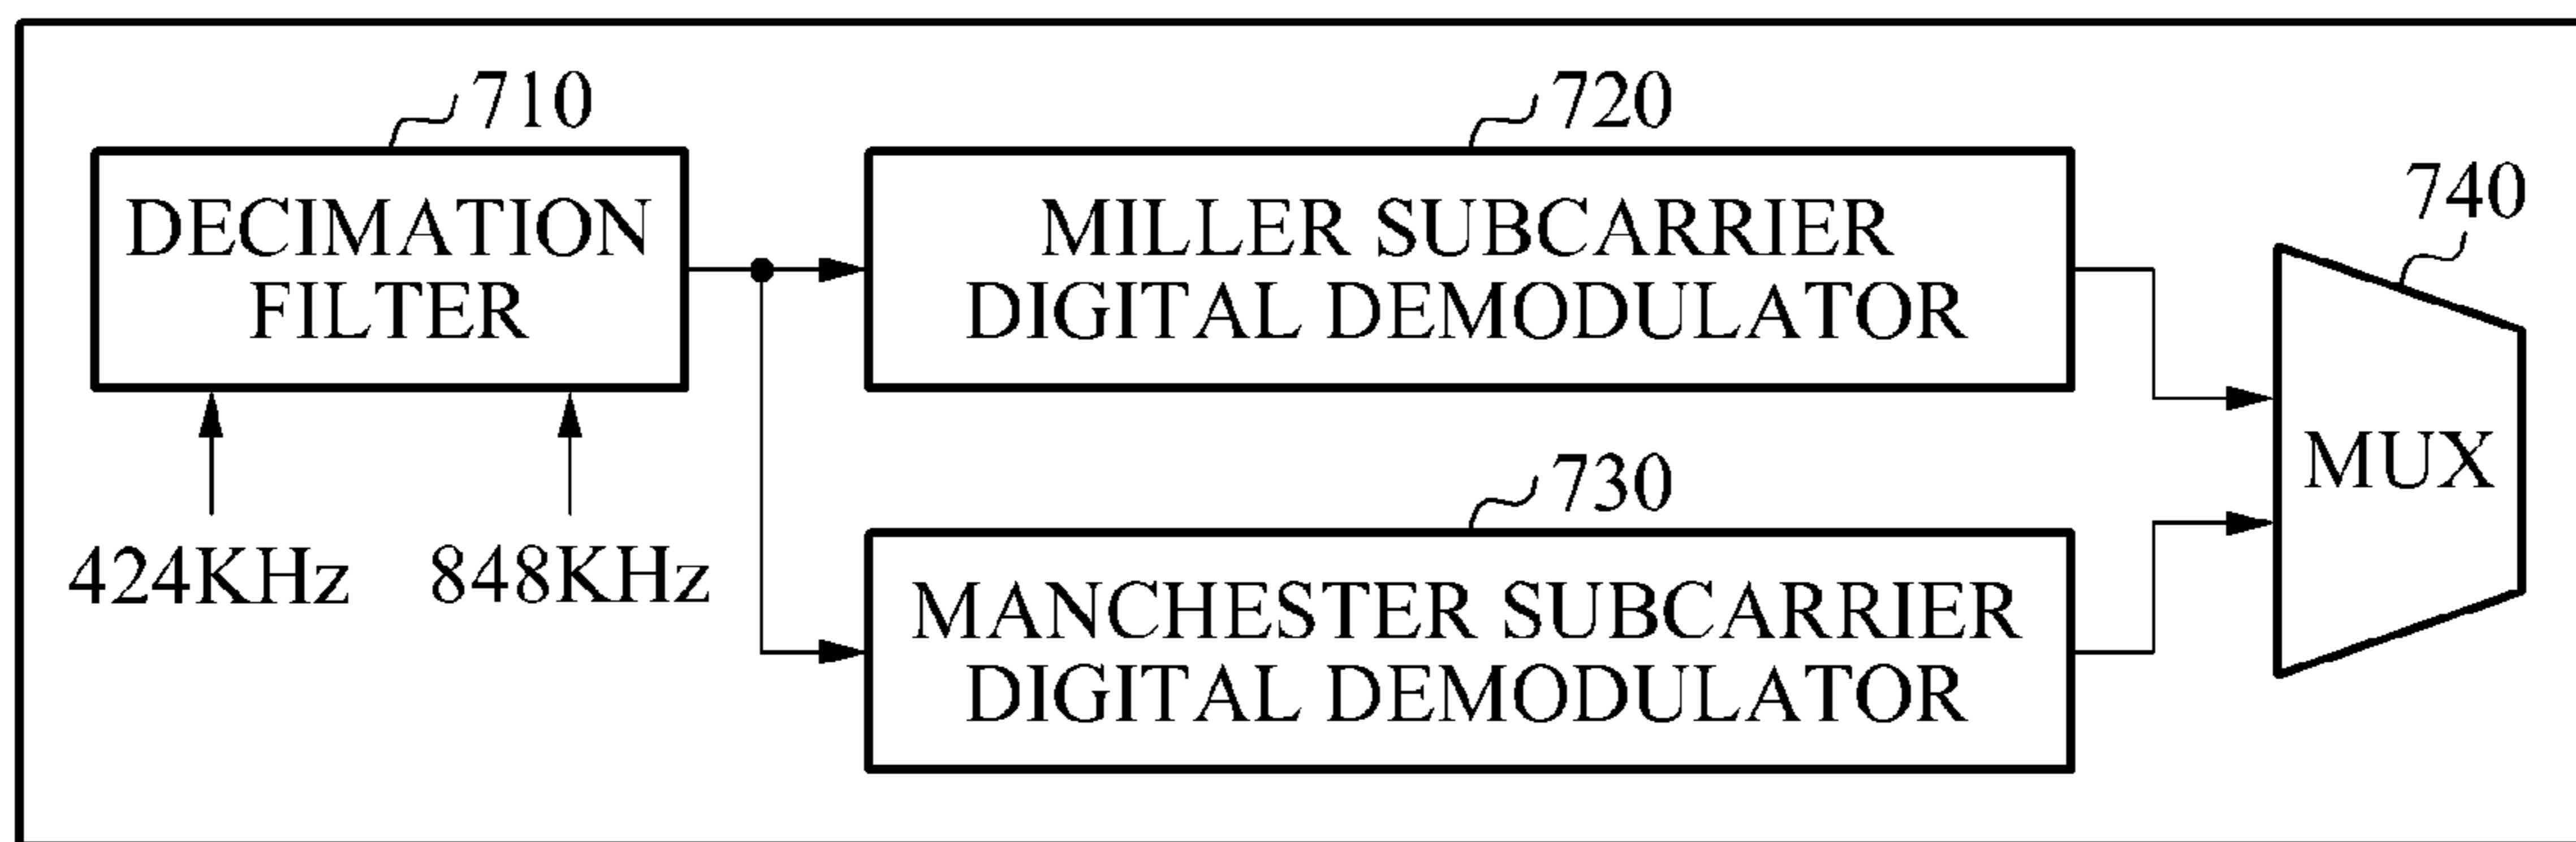 710
DECIMATION
FILTER
424KHz
848KHz
720
MILLER SUBCARRIER
DIGITAL DEMODULATOR
730
MANCHESTER SUBCARRIER
DIGITAL DEMODULATOR
740
MUX